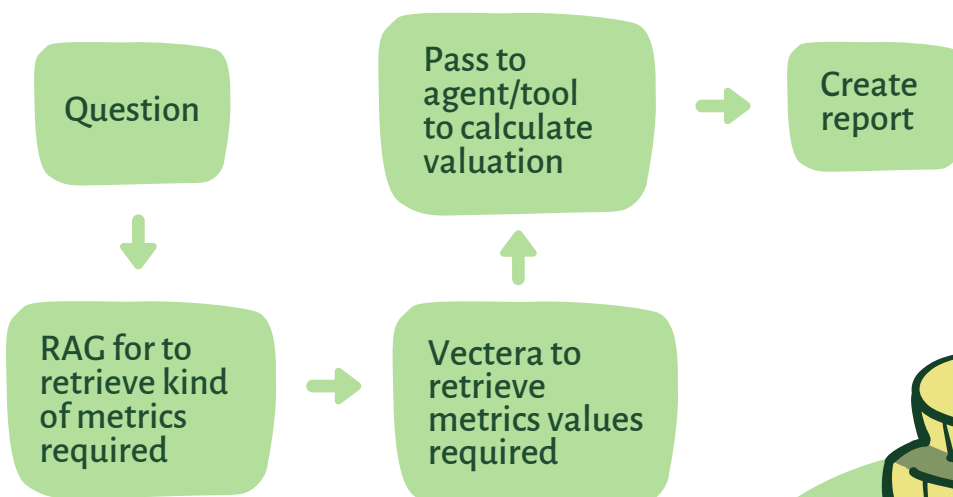 Question
RAG for to
retrieve kind
of metrics
required
Vectera to
retrieve
metrics values
required
Pass to
agent/tool
to calculate
valuation
Create
report